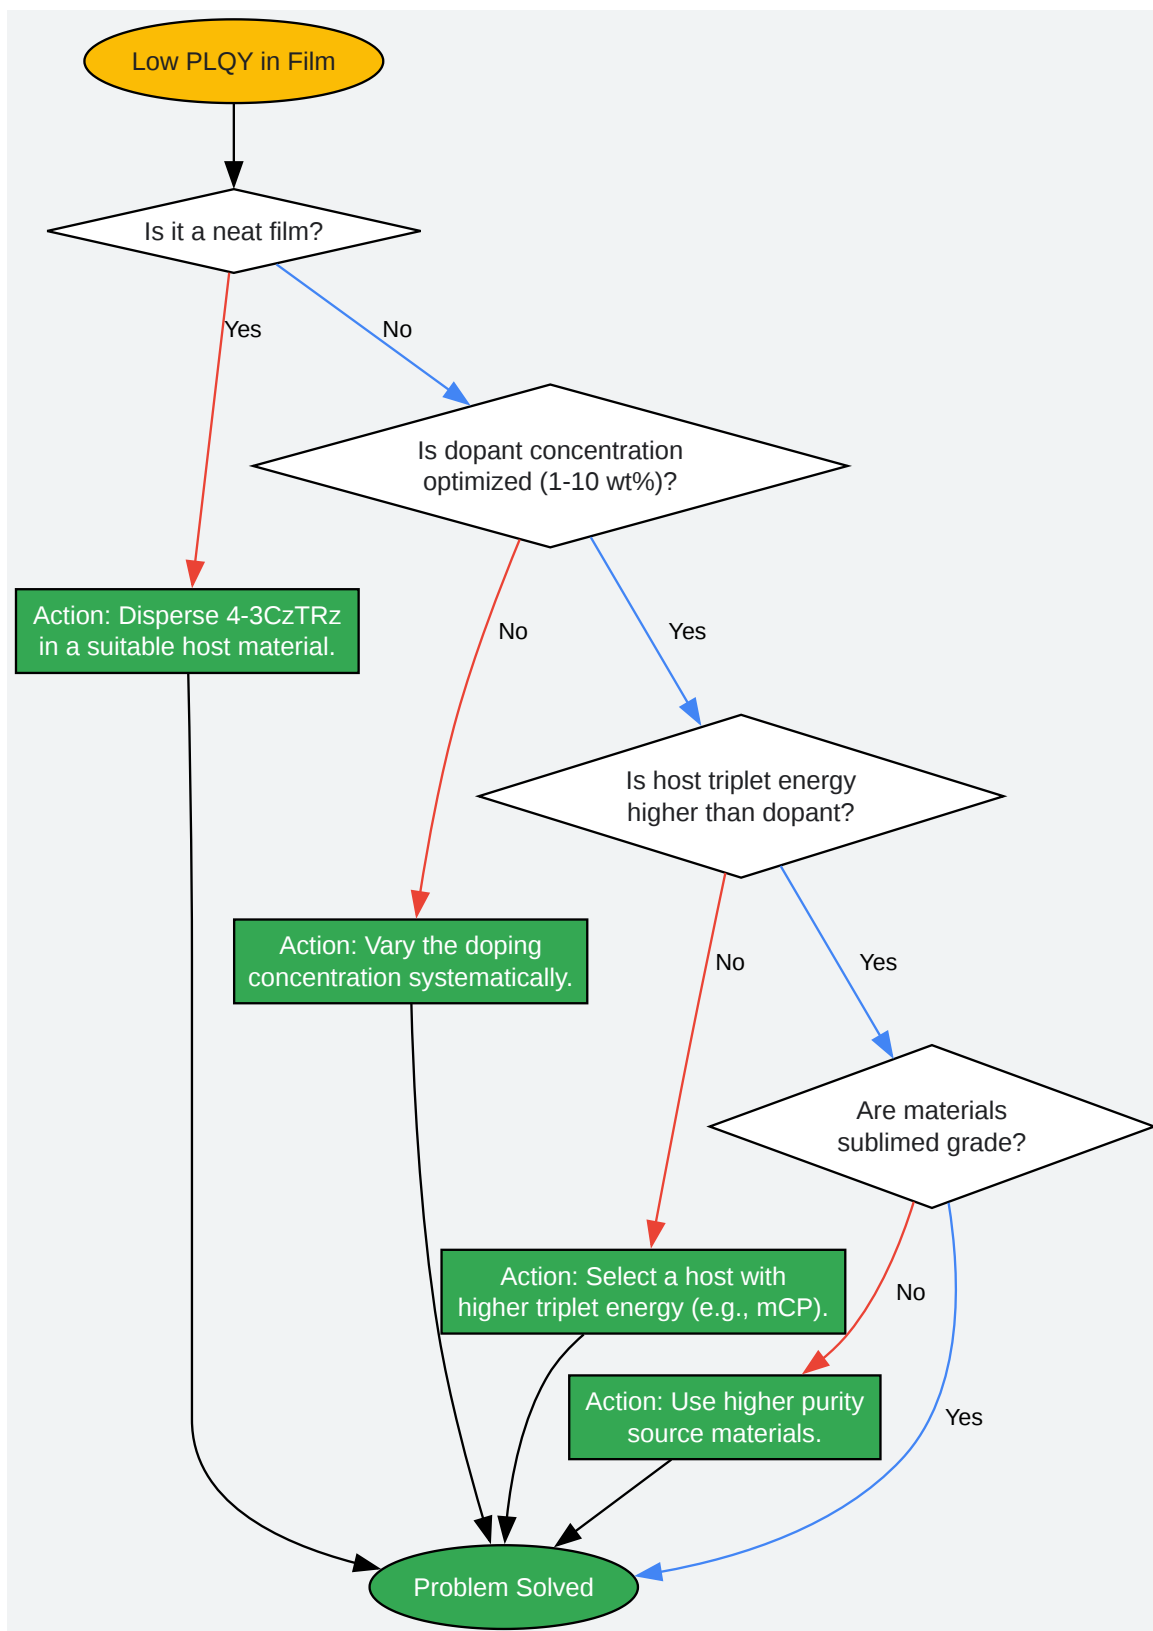 Low PLQY in Film
Is it a neat film?
Yes
No
Is dopant concentration
optimized (1-10 wt%)?
Action: Disperse 4-3CzTRz
in a suitable host material.
No
Yes
Is host triplet energy
higher than dopant?
Action: Vary the doping
concentration systematically.
No
Yes
Are materials
sublimed grade?
Action: Select a host with
higher triplet energy (e.g., mCP).
No
Action: Use higher purity
source materials.
Yes
Problem Solved